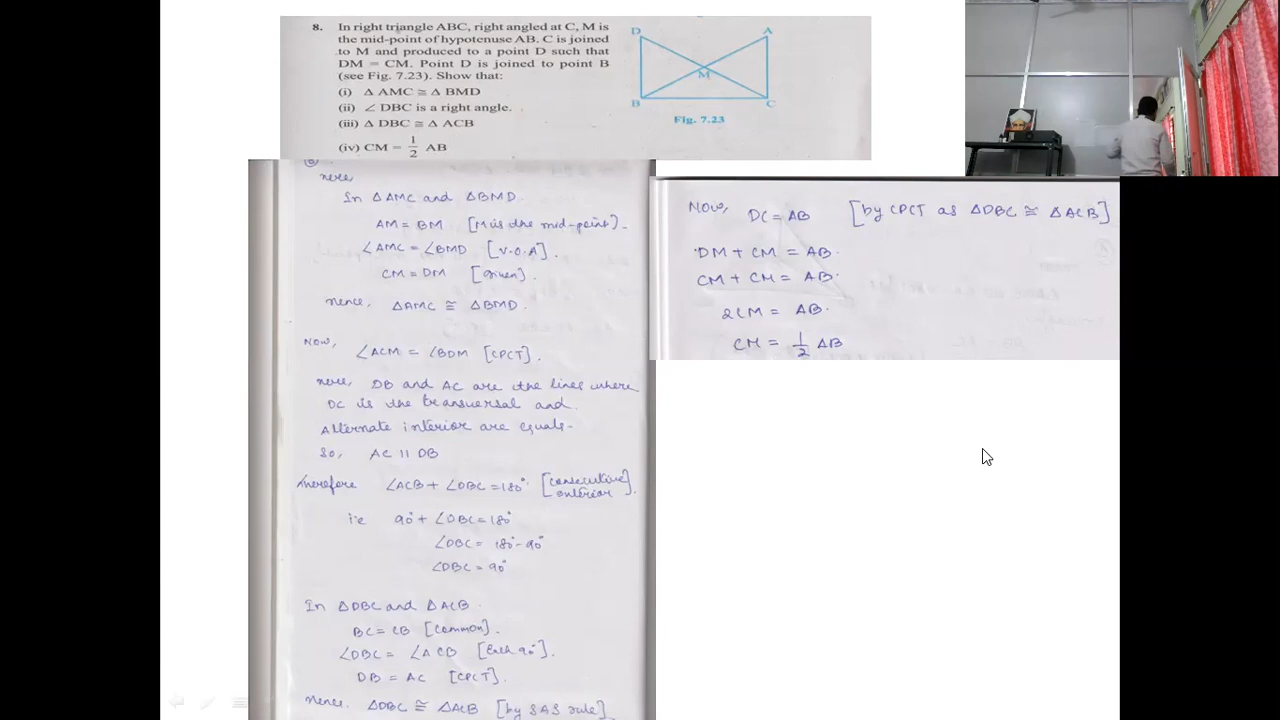 8. In right triangle ABC, right angled at C, M is
the mid-point of hypotenuse AB. C is joined
to M and produced to a point D such that
DM = CM. Point D is joined to point B
(see Fig. 7.23). Show that:
(i) Δ AMC ≅ Δ BMD
(ii) ∠ DBC is a right angle.
(iii) Δ DBC ≅ Δ ACB
(iv) CM = 1/2 AB
D A
M
B C
Fig. 7.23
In ΔAMC and ΔBMD.
AM = BM [M is the mid-point].
∠AMC = ∠BMD [V.O.A].
CM = DM [given].
Hence, ΔAMC ≅ ΔBMD.
Now,
∠ACM = ∠BDM [CPCT].
Here, DB and AC are the lines where
DC is the transversal and
Alternate interior are equals.
So, AC || DB
Therefore ∠ACB + ∠DBC = 180° [consecutive
interior].
i.e 90° + ∠DBC = 180°
∠DBC = 180° - 90°
∠DBC = 90°
In ΔDBC and ΔACB.
BC = CB [Common].
∠DBC = ∠ACB [Each 90°].
DB = AC [CPCT].
Hence. ΔDBC ≅ ΔACB [by SAS rule].
Now, DC = AB [by CPCT as ΔDBC ≅ ΔACB]
DM + CM = AB.
CM + CM = AB.
2CM = AB.
CM = 1/2 AB